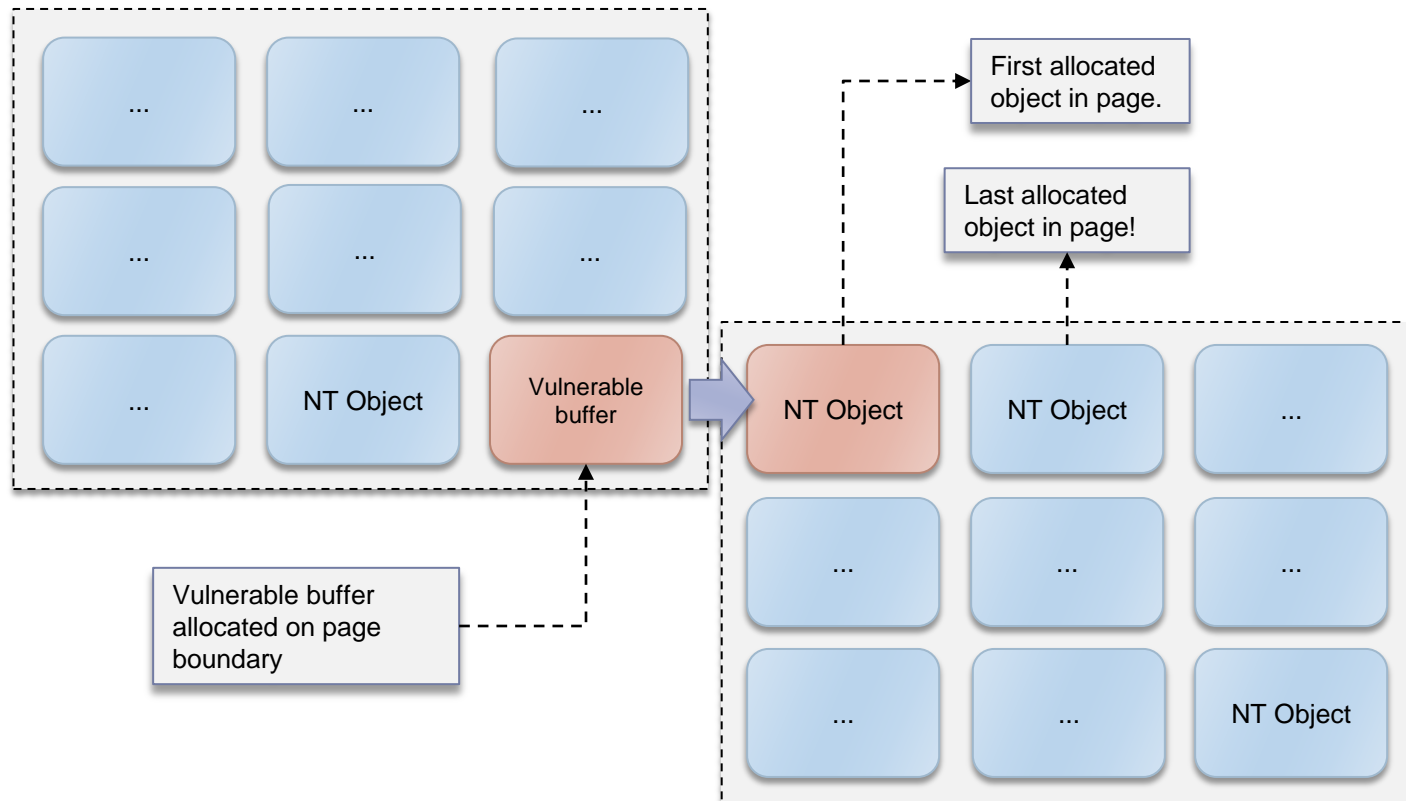 ...
...
...
First allocated
object in page.
...
...
...
Last allocated
object in page!
...
NT Object
Vulnerable
buffer
NT Object
NT Object
...
Vulnerable buffer
allocated on page
boundary
...
...
...
...
...
NT Object